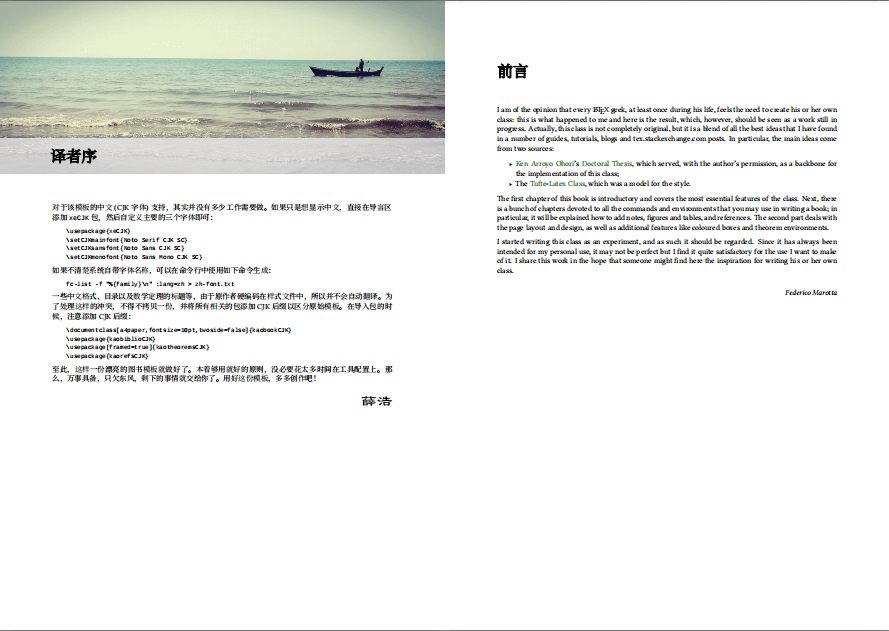 译者序
对于该模板的中文 (CJK 字体) 支持，其实并没有多少工作需要做。如果只是想显示中文，直接在导言区
添加 xeCJK 包，然后自定义主要的三个字体即可：
\usepackage{xeCJK}
\setCJKmainfont{Noto Serif CJK SC}
\setCJKsansfont{Noto Sans CJK SC}
\setCJKmonofont{Noto Sans Mono CJK SC}
如果不清楚系统自带字体名称，可以在命令行中使用如下命令生成：
fc-list -f "%{family}\n" :lang=zh > zh-font.txt
一些中文格式、目录以及数学定理的标题等，由于原作者硬编码在样式文件中，所以并不会自动翻译。为
了处理这样的冲突，不得不拷贝一份，并将所有相关的包添加 CJK 后缀以区分原始模板。在导入包的时
候，注意添加 CJK 后缀：
\documentclass[a4paper,fontsize=10pt,twoside=false]{kaobookCJK}
\usepackage{kaobiblioCJK}
\usepackage[framed=true]{kaotheoremsCJK}
\usepackage{kaorefsCJK}
至此，这样一份漂亮的图书模板就做好了。本着够用就好的原则，没必要花太多时间在工具配置上。那
么，万事具备，只欠东风，剩下的事情就交给你了。用好这份模板，多多创作吧！
薛浩
前言
I am of the opinion that every LATEX geek, at least once during his life, feels the need to create his or her own
class: this is what happened to me and here is the result, which, however, should be seen as a work still in
progress. Actually, this class is not completely original, but it is a blend of all the best ideas that I have found
in a number of guides, tutorials, blogs and tex.stackexchange.com posts. In particular, the main ideas come
from two sources:
▸ Ken Arroyo Ohori's Doctoral Thesis, which served, with the author's permission, as a backbone for
the implementation of this class;
▸ The Tufte-Latex Class, which was a model for the style.
The first chapter of this book is introductory and covers the most essential features of the class. Next, there
is a bunch of chapters devoted to all the commands and environments that you may use in writing a book; in
particular, it will be explained how to add notes, figures and tables, and references. The second part deals with
the page layout and design, as well as additional features like coloured boxes and theorem environments.
I started writing this class as an experiment, and as such it should be regarded. Since it has always been
intended for my personal use, it may not be perfect but I find it quite satisfactory for the use I want to make
of it. I share this work in the hope that someone might find here the inspiration for writing his or her own
class.
Federico Marotta